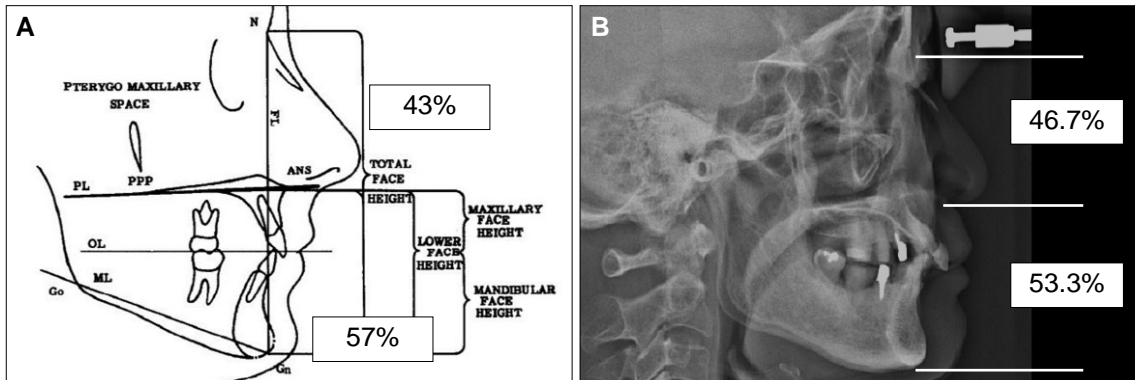 A
N
PTERYGO MAXILLARY
SPACE
43%
FL
ANS
TOTAL
FACE
HEIGHT
PL
PPP
MAXILLARY
FACE
HEIGHT
OL
LOWER
FACE
HEIGHT
ML
Go
MANDIBULAR
FACE
HEIGHT
57%
Gn
B
46.7%
53.3%